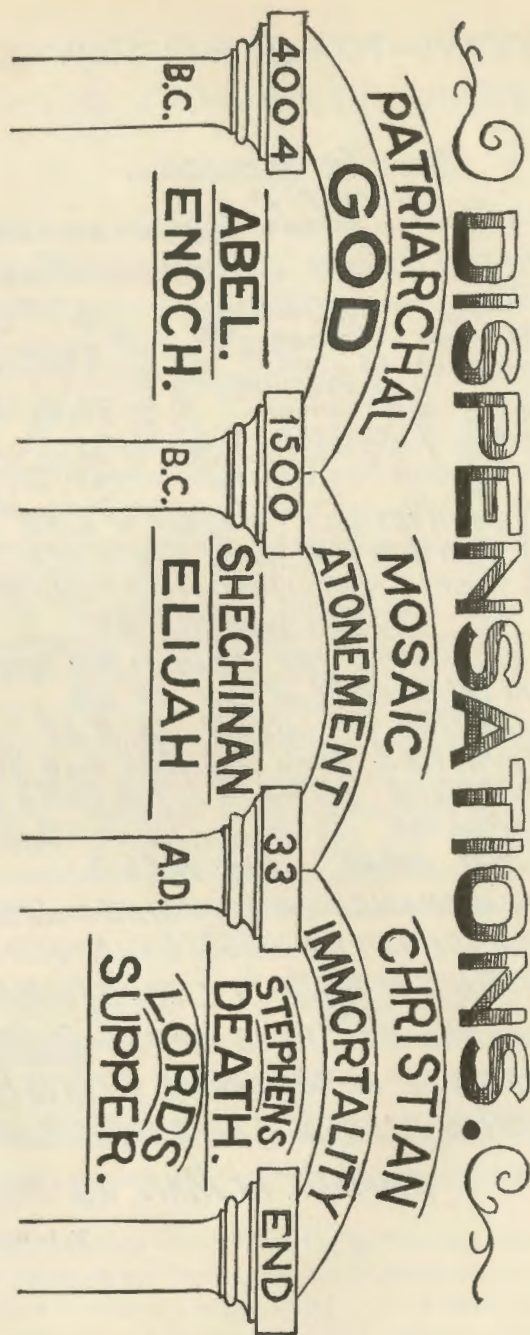 DISPENSATIONS.
PATRIARCHAL
MOSAIC
CHRISTIAN
GOD
ATONEMENT
IMMORTALITY
4004
1500
33
END
B.C.
B.C.
A.D.
ABEL.
ENOCH.
SHECHINAN
ELIJAH
STEPHENS
DEATH.
LORDS
SUPPER.